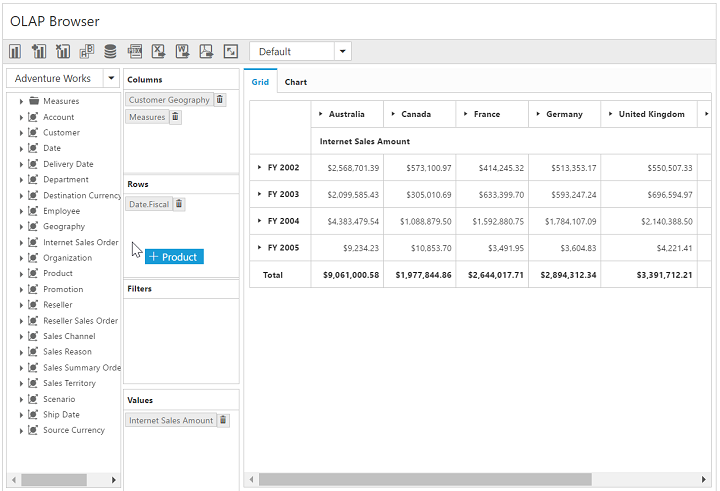 OLAP Browser
Default
Adventure Works
Measures
Account
Customer
Date
Delivery Date
Department
Destination Currency
Employee
Geography
Internet Sales Order
Organization
Product
Promotion
Reseller
Reseller Sales Order
Sales Channel
Sales Reason
Sales Summary Orde
Sales Territory
Scenario
Ship Date
Source Currency
Columns
Customer Geography
Measures
Rows
Date.Fiscal
+ Product
Filters
Values
Internet Sales Amount
Grid Chart
Australia Canada France Germany United Kingdom
Internet Sales Amount
FY 2002 $2,568,701.39 $573,100.97 $414,245.32 $513,353.17 $550,507.33
FY 2003 $2,099,585.43 $305,010.69 $633,399.70 $593,247.24 $696,594.97
FY 2004 $4,383,479.54 $1,088,879.50 $1,592,880.75 $1,784,107.09 $2,140,388.50
FY 2005 $9,234.23 $10,853.70 $3,491.95 $3,604.83 $4,221.41
Total $9,061,000.58 $1,977,844.86 $2,644,017.71 $2,894,312.34 $3,391,712.21